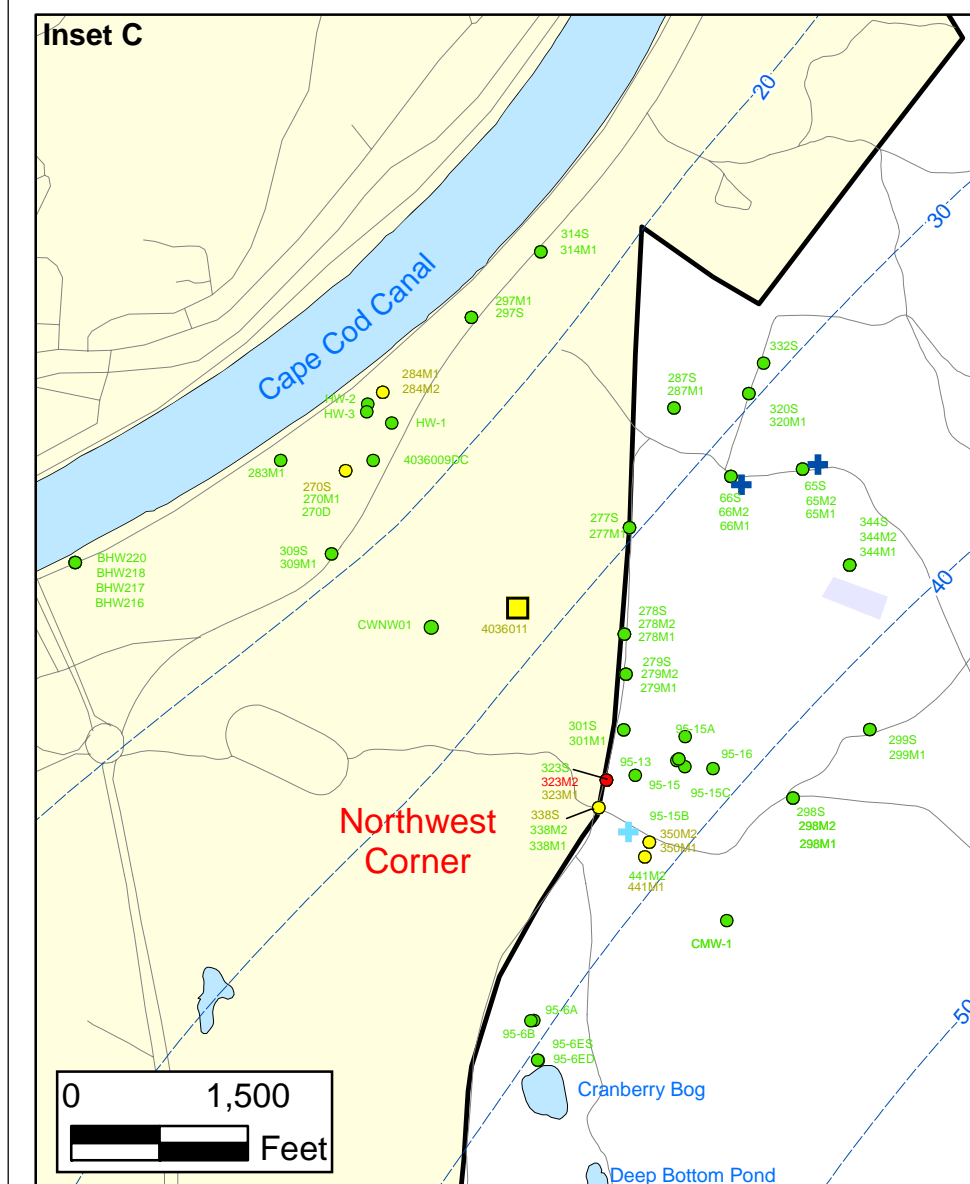 Inset C
20
30
314S
314M1
Cape Cod Canal
297M1
297S
332S
284M1
284M2
287S
287M1
HW-2
HW-3
320S
320M1
HW-1
283M1
4036009DC
270S
270M1
270D
66S
66M2
66M1
65S
65M2
65M1
277S
277M1
344S
344M2
344M1
309S
309M1
BHW220
BHW218
BHW217
BHW216
40
CWNW01
4036011
278S
278M2
278M1
279S
279M2
279M1
301S
301M1
95-15A
299S
299M1
95-13
95-16
323S
323M2
323M1
95-15
95-15C
Northwest
Corner
338S
338M2
338M1
95-15B
298S
298M2
298M1
350M2
350M1
441M2
441M1
CMW-1
50
95-6A
95-6B
95-6ES
95-6ED
Cranberry Bog
0 1,500
Feet
Deep Bottom Pond